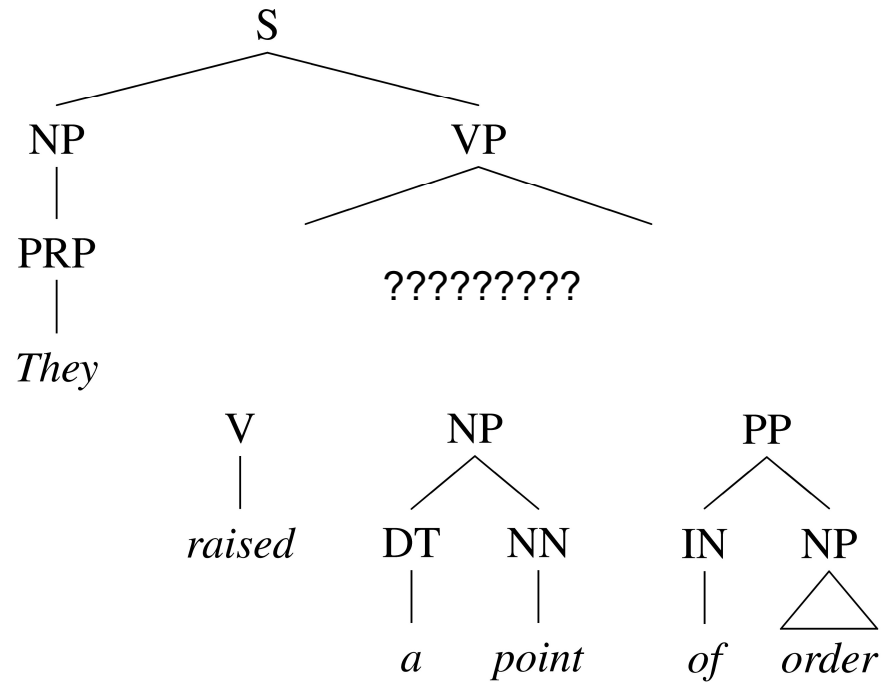 S
NP VP
PRP
?????????
They
V NP PP
raised DT NN IN NP
a point of order